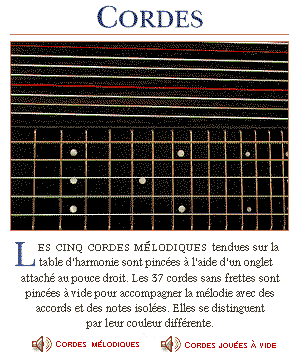 CORDES
LES CINQ CORDES MÉLODIQUES tendues sur la
table d'harmonie sont pincées à l'aide d'un onglet
attaché au pouce droit. Les 37 cordes sans frettes sont
pincées à vide pour accompagner la mélodie avec des
accords et des notes isolées. Elles se distinguent
par leur couleur différente.
CORDES MÉLODIQUES CORDES JOUÉES À VIDE